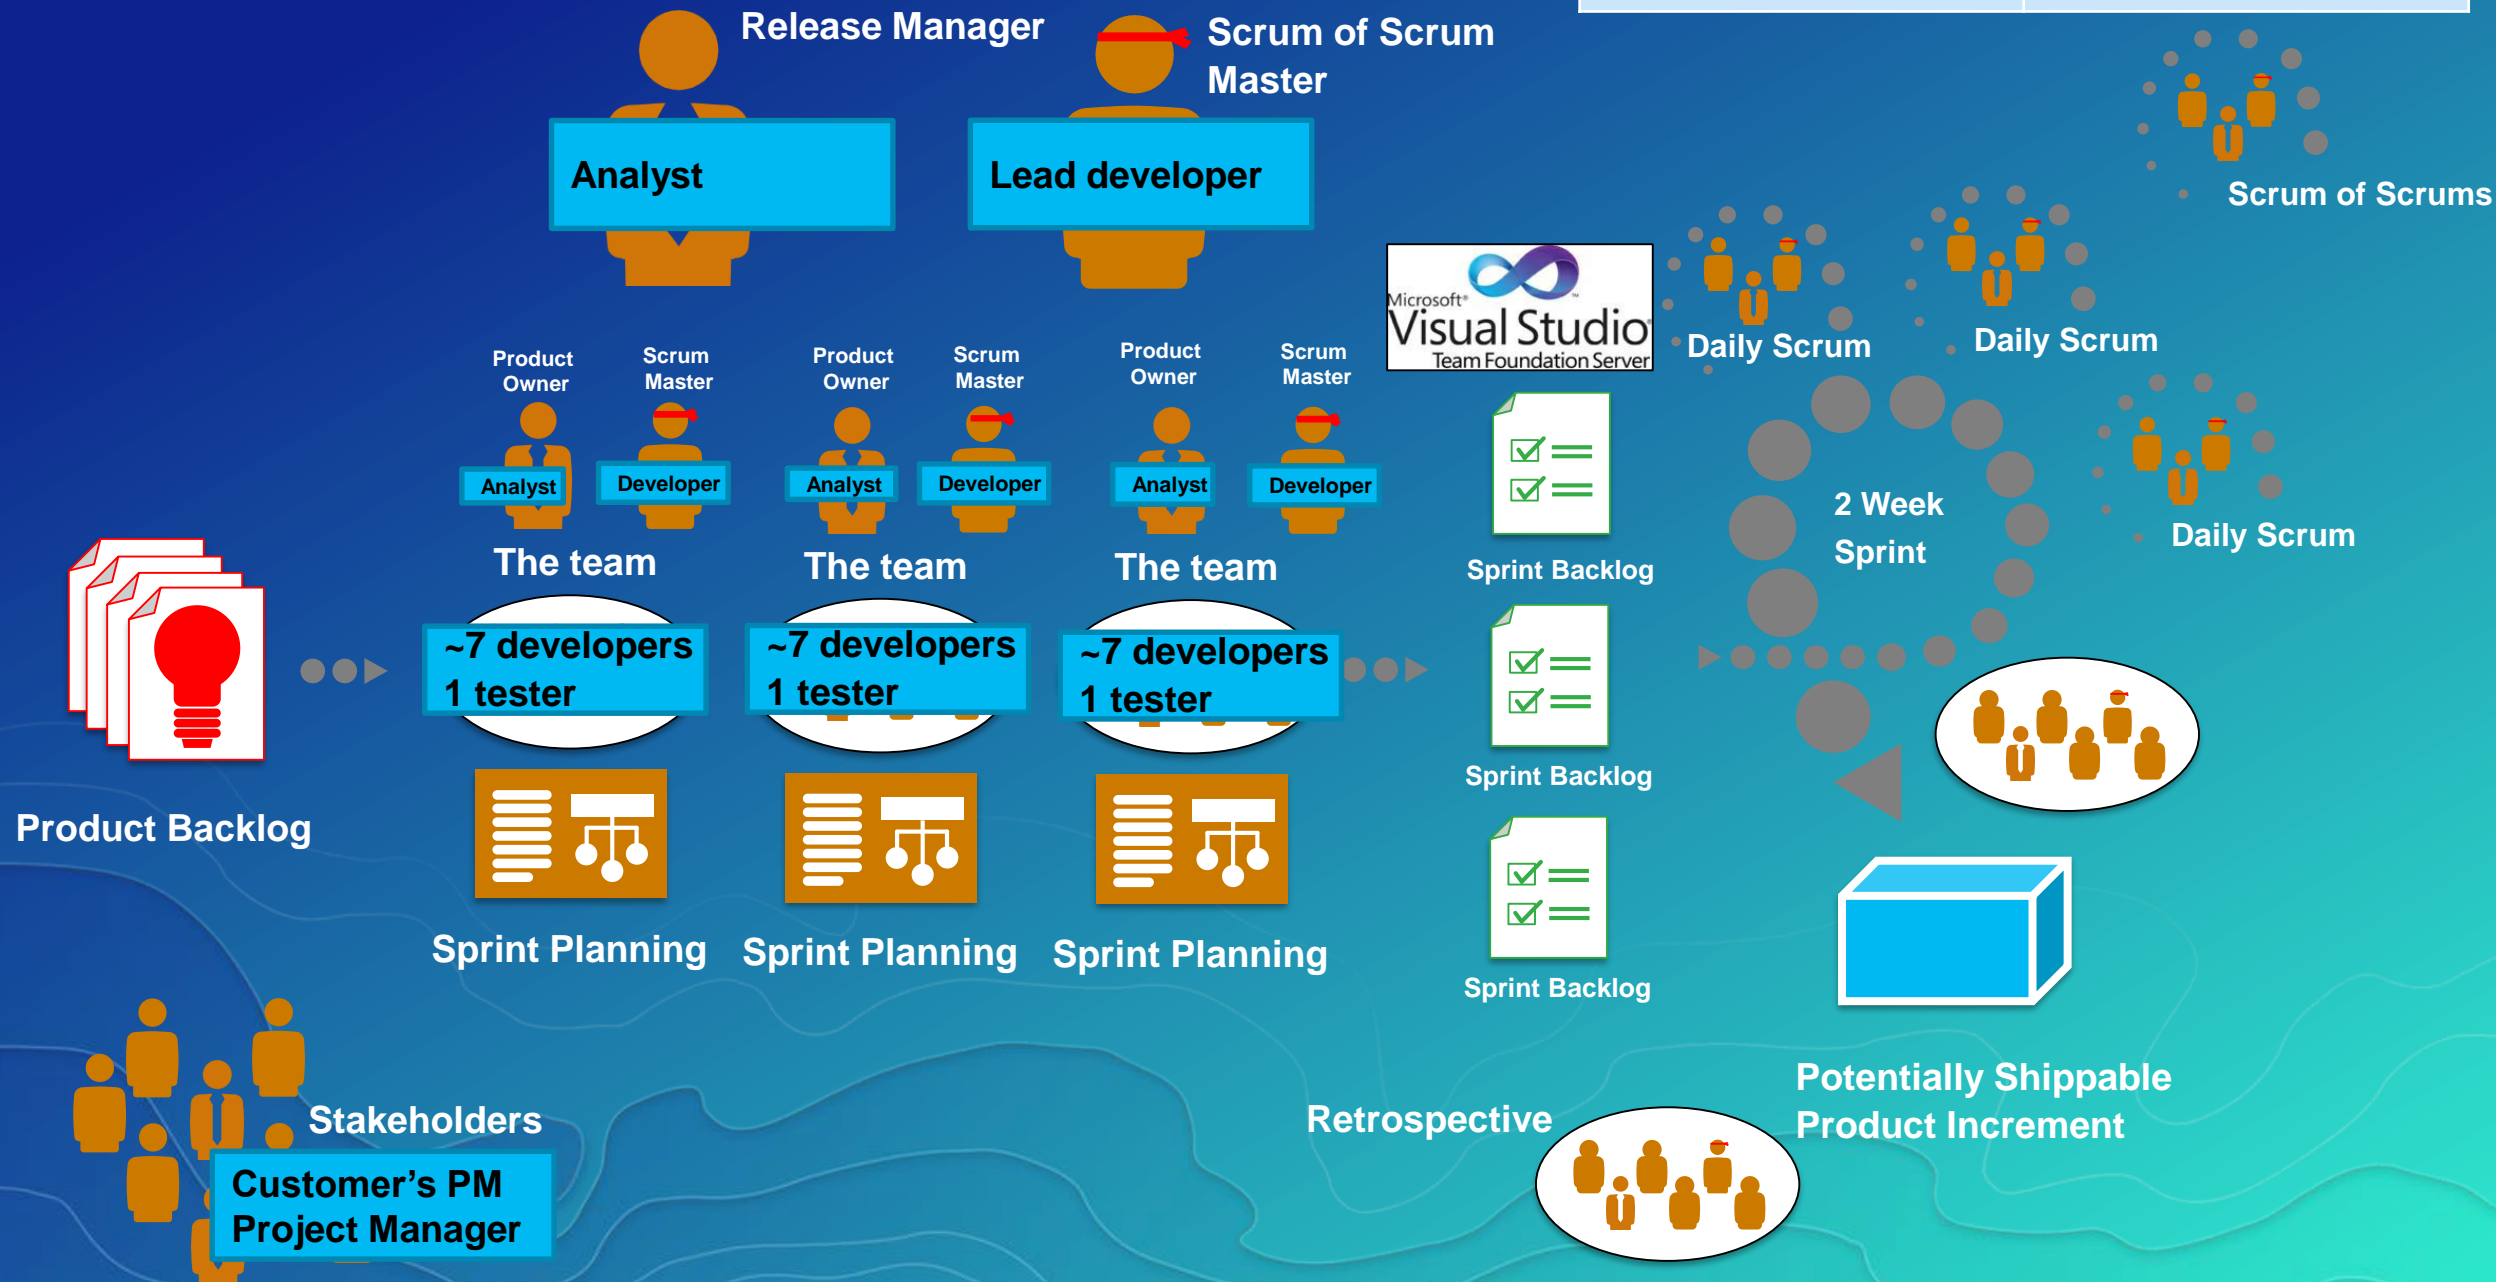 Release Manager
Scrum of Scrum
Master
Analyst
Lead developer
Scrum of Scrums
Microsoft®
Visual Studio
Team Foundation Server
Daily Scrum
Daily Scrum
Daily Scrum
Product
Owner
Scrum
Master
Product
Owner
Scrum
Master
Product
Owner
Scrum
Master
Analyst
Developer
Analyst
Developer
Analyst
Developer
2 Week
Sprint
The team
The team
The team
Sprint Backlog
~7 developers
1 tester
~7 developers
1 tester
~7 developers
1 tester
Sprint Backlog
Product Backlog
Sprint Planning
Sprint Planning
Sprint Planning
Sprint Backlog
Stakeholders
Customer’s PM
Project Manager
Retrospective
Potentially Shippable
Product Increment